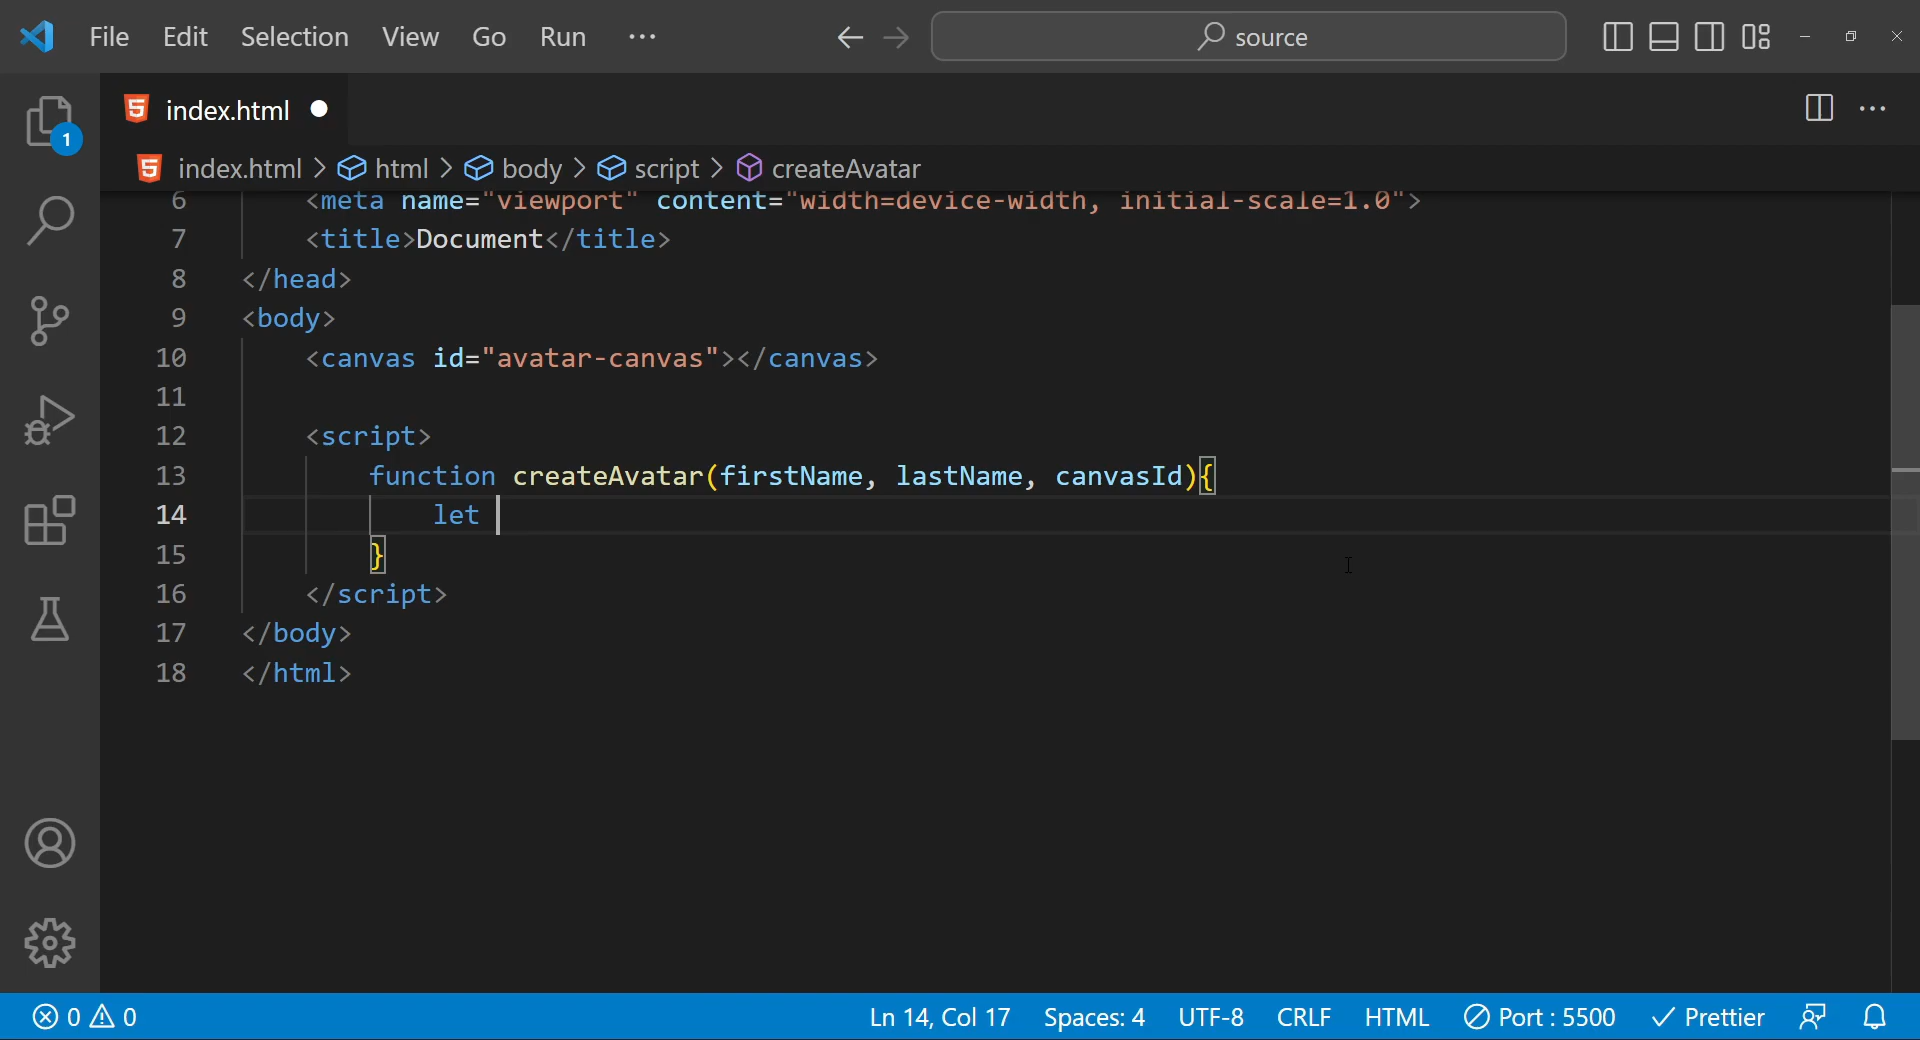 File Edit Selection View Go Run ··· source
index.html
index.html > html > body > script > createAvatar
1
6 <meta name="viewport" content="width=device-width, initial-scale=1.0">
7 <title>Document</title>
8 </head>
9 <body>
10 <canvas id="avatar-canvas"></canvas>
11
12 <script>
13 function createAvatar(firstName, lastName, canvasId){
14 let
15 }
16 </script>
17 </body>
18 </html>
0 0 Ln 14, Col 17 Spaces: 4 UTF-8 CRLF HTML Port : 5500 Prettier